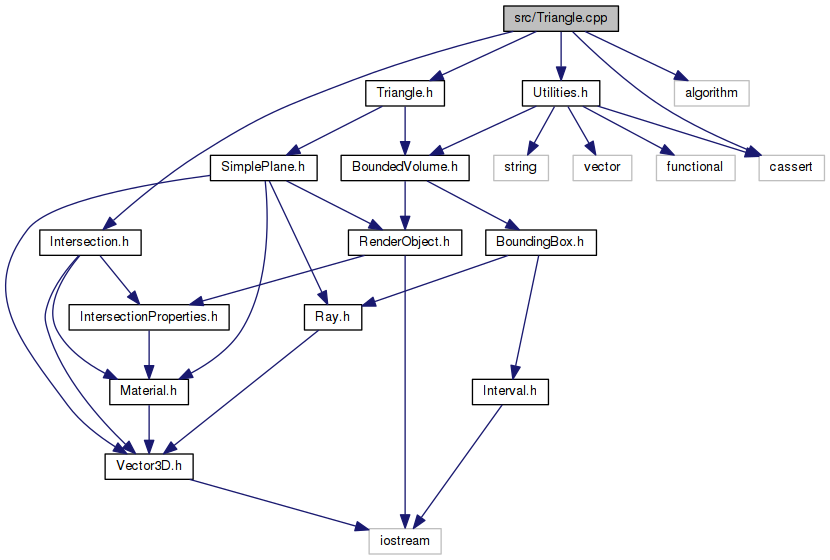 src/Triangle.cpp
Triangle.h
Utilities.h
algorithm
SimplePlane.h
BoundedVolume.h
string
vector
functional
cassert
Intersection.h
RenderObject.h
BoundingBox.h
IntersectionProperties.h
Ray.h
Material.h
Interval.h
Vector3D.h
iostream